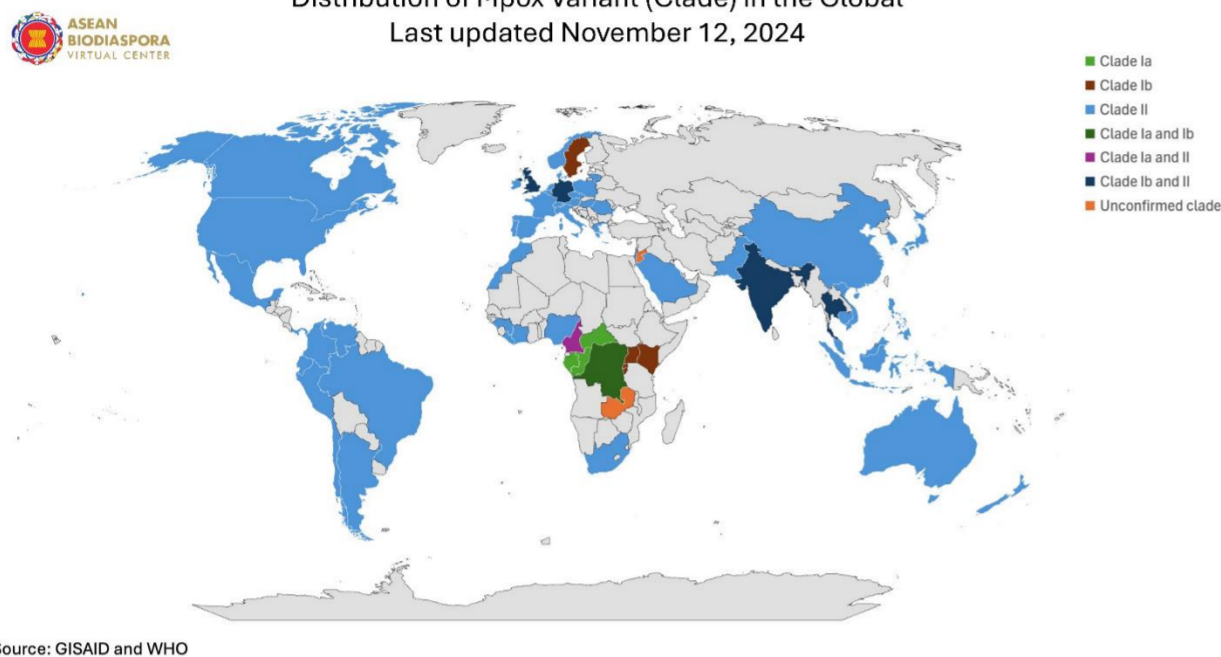 ASEAN
BIODIASPORA
VIRTUAL CENTER
Distribution of Mpox Variant (Clade) in the Global
Last updated November 12, 2024
Clade Ia
Clade Ib
Clade II
Clade Ia and Ib
Clade Ia and II
Clade Ib and II
Unconfirmed clade
Source: GISAID and WHO